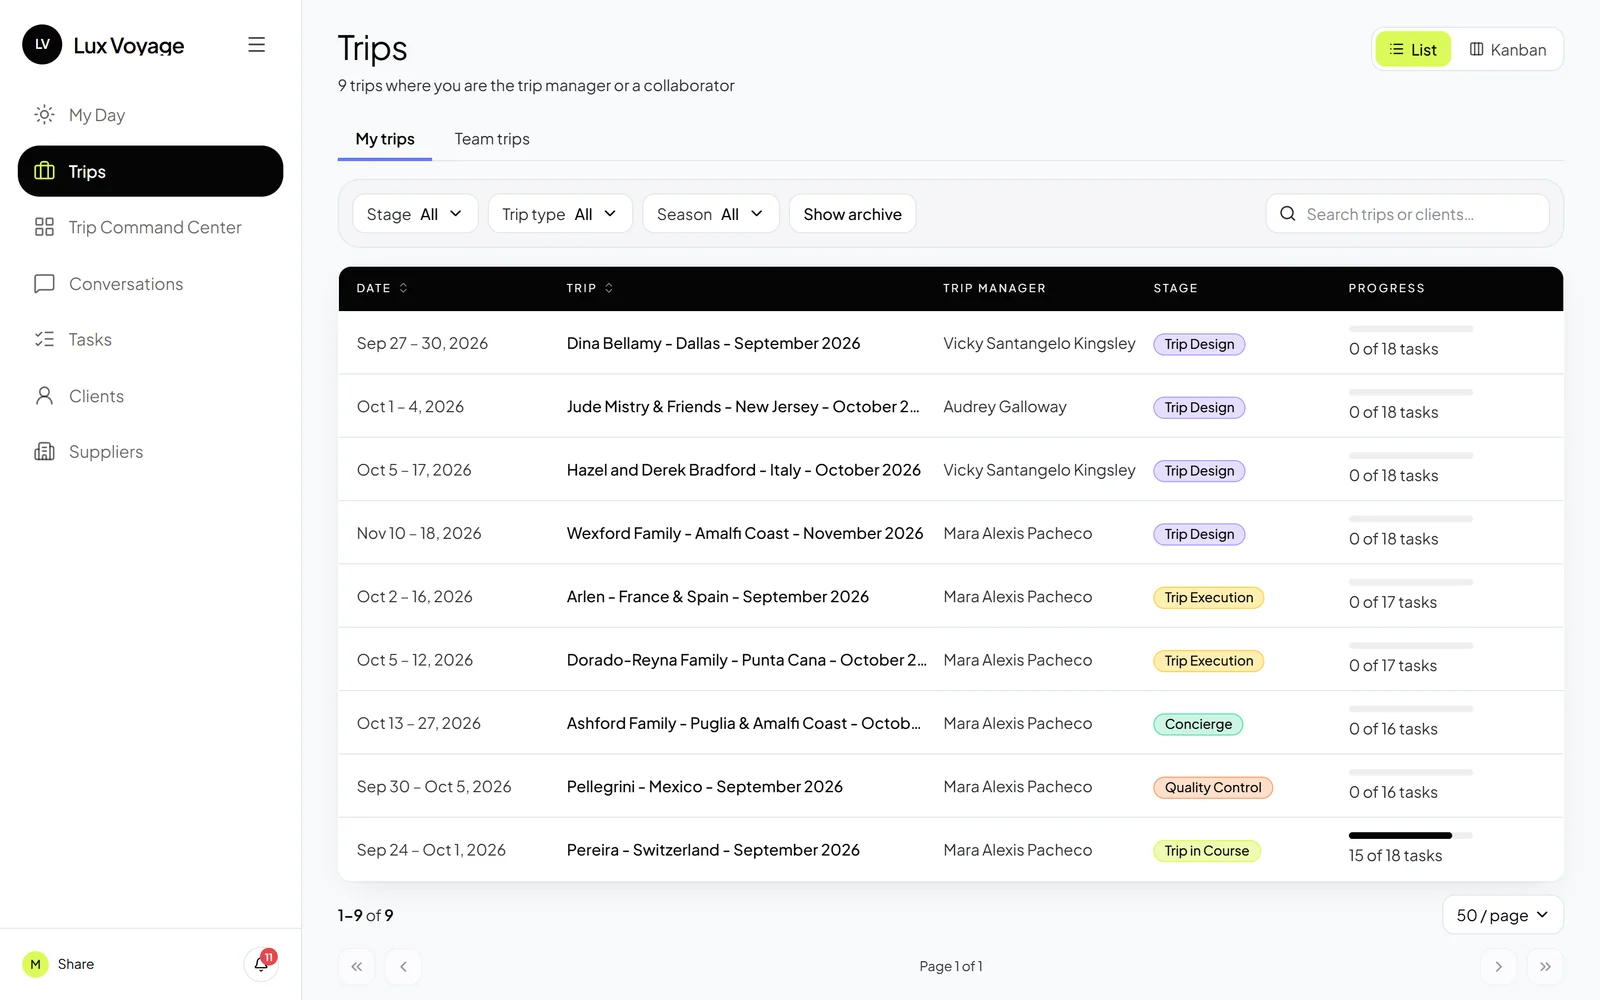 LV Lux Voyage
My Day
Trips
Trip Command Center
Conversations
Tasks
Clients
Suppliers
M Share 11
Trips
9 trips where you are the trip manager or a collaborator
List Kanban
My trips Team trips
Stage All Trip type All Season All Show archive Search trips or clients...
DATE TRIP TRIP MANAGER STAGE PROGRESS
Sep 27 – 30, 2026 Dina Bellamy - Dallas - September 2026 Vicky Santangelo Kingsley Trip Design 0 of 18 tasks
Oct 1 – 4, 2026 Jude Mistry & Friends - New Jersey - October 2... Audrey Galloway Trip Design 0 of 18 tasks
Oct 5 – 17, 2026 Hazel and Derek Bradford - Italy - October 2026 Vicky Santangelo Kingsley Trip Design 0 of 18 tasks
Nov 10 – 18, 2026 Wexford Family - Amalfi Coast - November 2026 Mara Alexis Pacheco Trip Design 0 of 18 tasks
Oct 2 – 16, 2026 Arlen - France & Spain - September 2026 Mara Alexis Pacheco Trip Execution 0 of 17 tasks
Oct 5 – 12, 2026 Dorado-Reyna Family - Punta Cana - October 2... Mara Alexis Pacheco Trip Execution 0 of 17 tasks
Oct 13 – 27, 2026 Ashford Family - Puglia & Amalfi Coast - Octob... Mara Alexis Pacheco Concierge 0 of 16 tasks
Sep 30 – Oct 5, 2026 Pellegrini - Mexico - September 2026 Mara Alexis Pacheco Quality Control 0 of 16 tasks
Sep 24 – Oct 1, 2026 Pereira - Switzerland - September 2026 Mara Alexis Pacheco Trip in Course 15 of 18 tasks
1–9 of 9 50 / page
« ‹ Page 1 of 1 › »